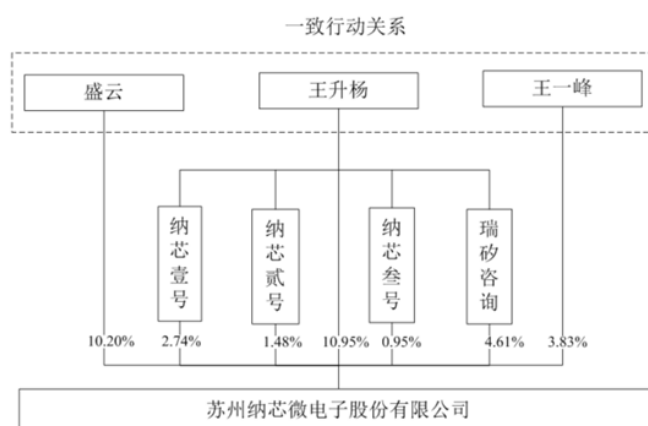 一致行动关系
盛云
王升杨
王一峰
纳芯壹号
纳芯贰号
纳芯叁号
瑞矽咨询
10.20%
2.74%
1.48%
10.95%
0.95%
4.61%
3.83%
苏州纳芯微电子股份有限公司